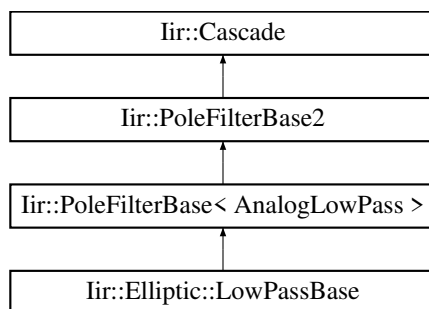 Iir::Cascade
Iir::PoleFilterBase2
Iir::PoleFilterBase< AnalogLowPass >
Iir::Elliptic::LowPassBase